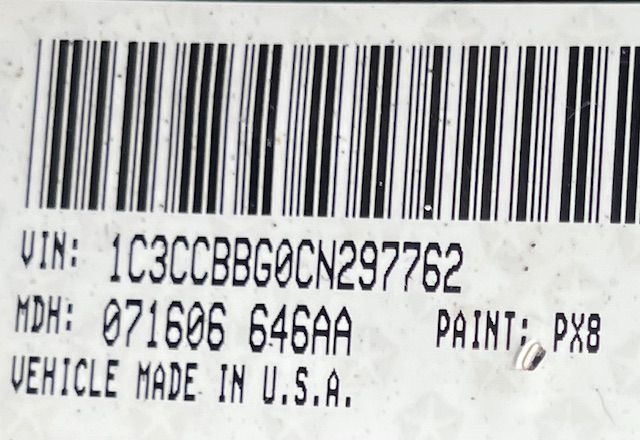 VIN: 1C3CCBBG0CN297762
MDH: 071606 646AA PAINT: PX8
VEHICLE MADE IN U.S.A.